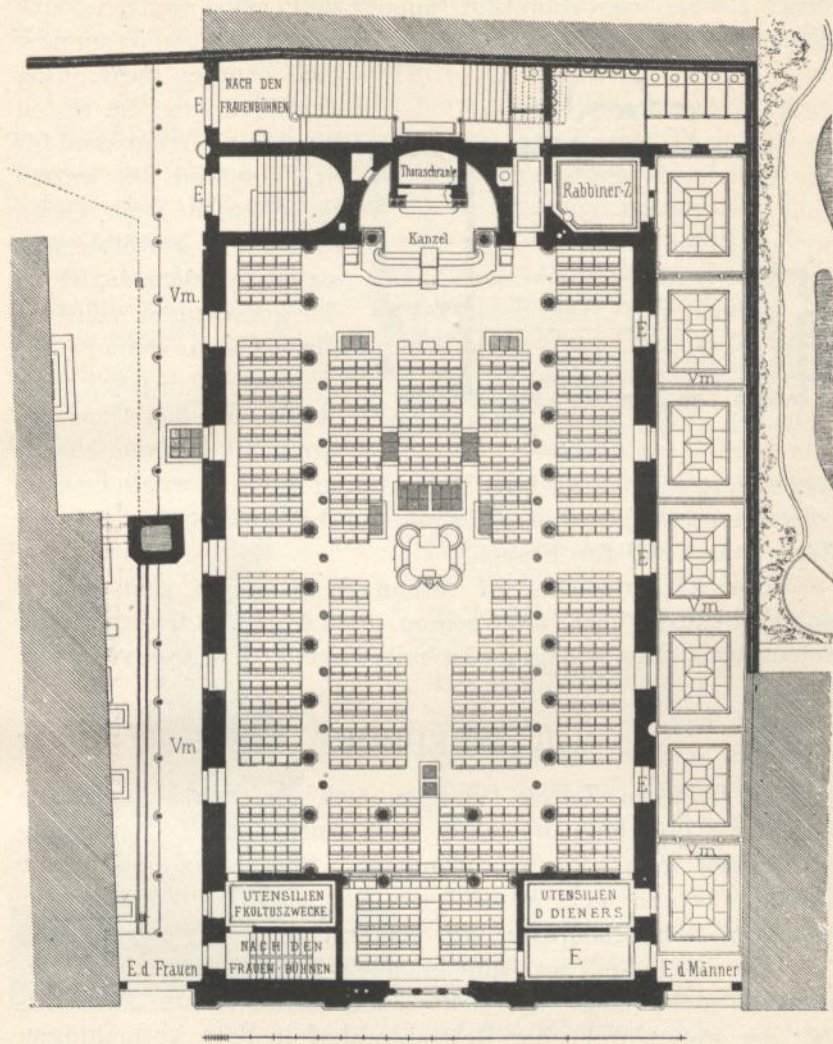 NACH DEN
FRAUENBÜHNEN
E
E
Thoraschrank
Rabbiner-Z
Kanzel
Vm.
E
Vm.
E
Vm.
Vm
E
Vm.
UTENSILIEN
F KULTUSZWECKE
UTENSILIEN
D DIENERS
NACH DEN
FRAUEN-BÜHNEN
E
E d. Frauen
E d. Männer